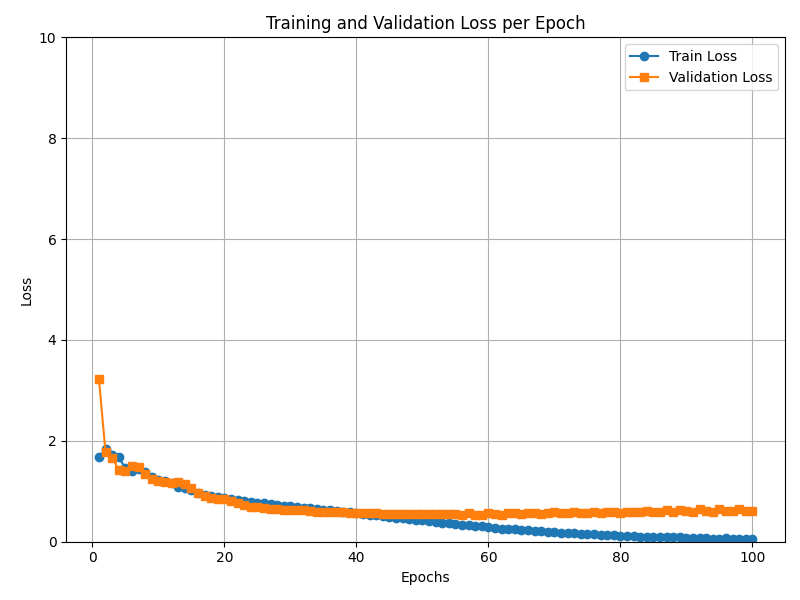 Training and Validation Loss per Epoch
Train Loss
Validation Loss
10
8
6
4
2
0
Loss
0 20 40 60 80 100
Epochs